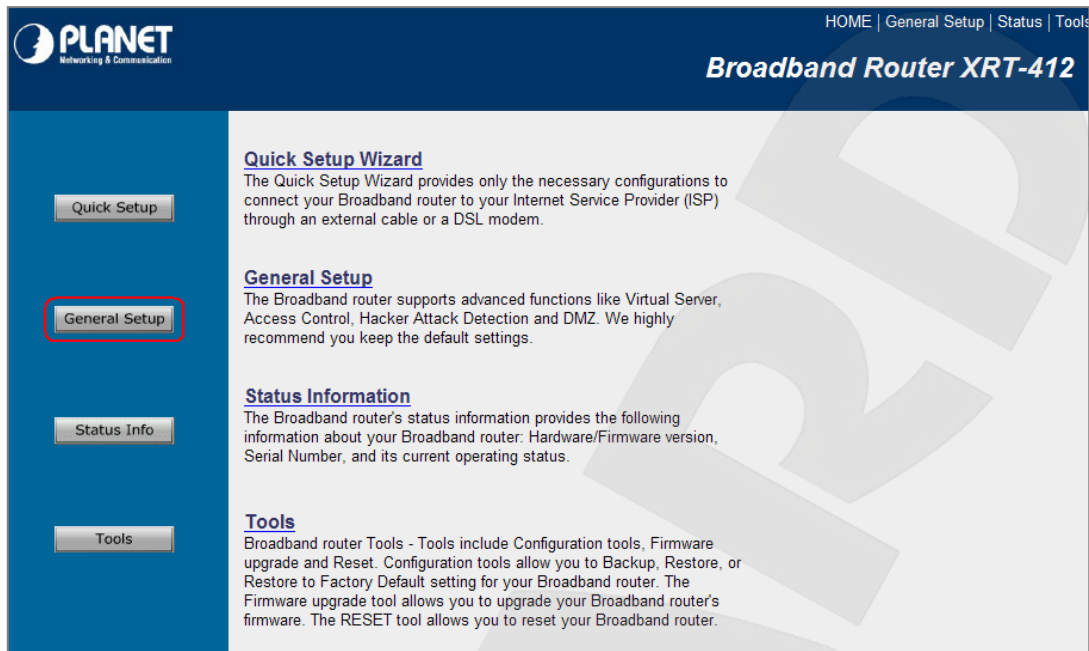 PLANET
Networking & Communication
HOME | General Setup | Status | Tools
Broadband Router XRT-412
Quick Setup
Quick Setup Wizard
The Quick Setup Wizard provides only the necessary configurations to
connect your Broadband router to your Internet Service Provider (ISP)
through an external cable or a DSL modem.
General Setup
General Setup
The Broadband router supports advanced functions like Virtual Server,
Access Control, Hacker Attack Detection and DMZ. We highly
recommend you keep the default settings.
Status Info
Status Information
The Broadband router's status information provides the following
information about your Broadband router: Hardware/Firmware version,
Serial Number, and its current operating status.
Tools
Tools
Broadband router Tools - Tools include Configuration tools, Firmware
upgrade and Reset. Configuration tools allow you to Backup, Restore, or
Restore to Factory Default setting for your Broadband router. The
Firmware upgrade tool allows you to upgrade your Broadband router's
firmware. The RESET tool allows you to reset your Broadband router.